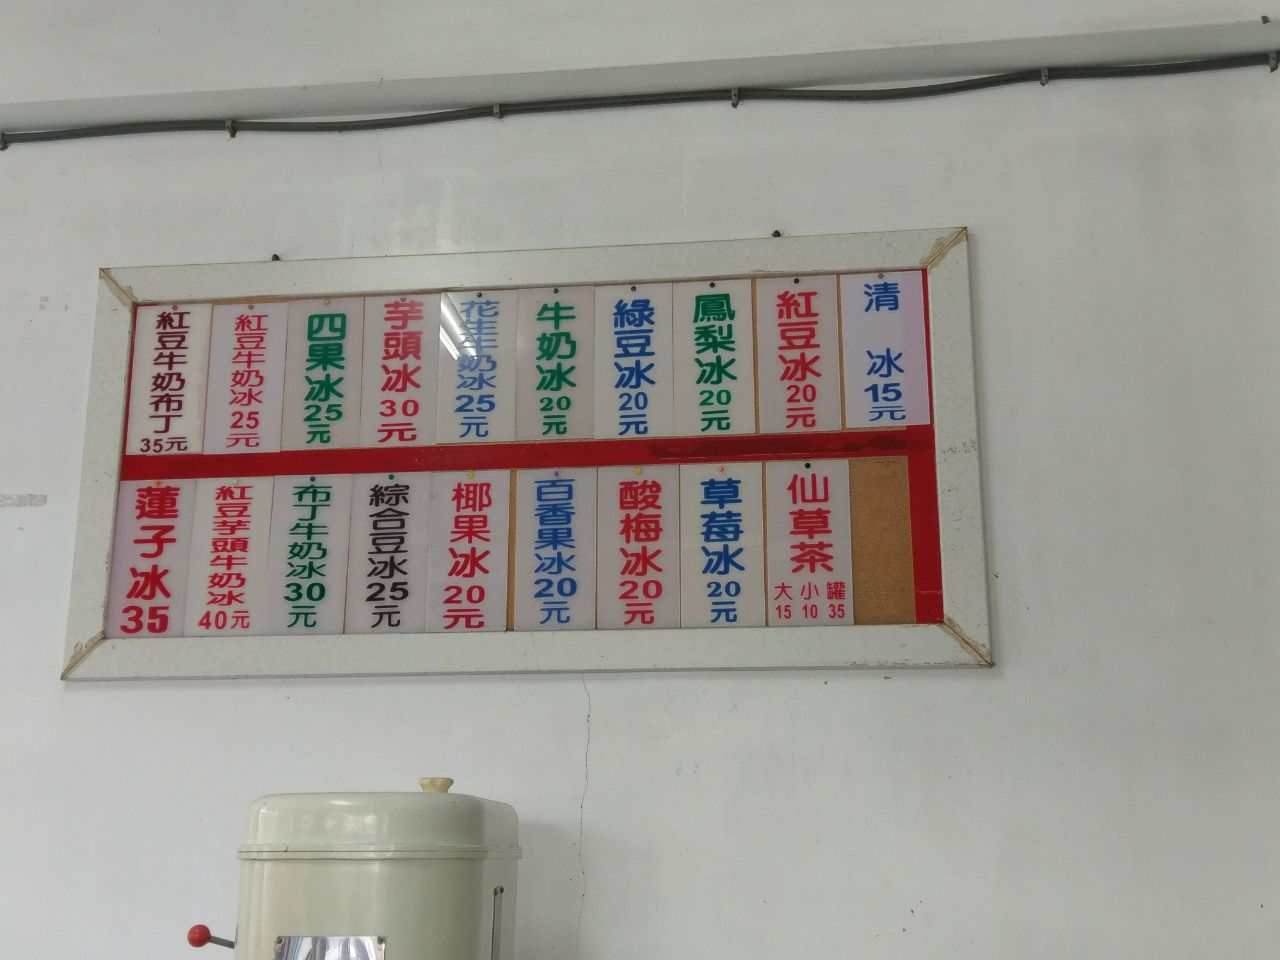 清冰15元
紅豆冰20元
鳳梨冰20元
綠豆冰20元
牛奶冰20元
花生牛奶冰25元
芋頭冰30元
四果冰25元
紅豆牛奶冰25元
紅豆牛奶布丁35元
仙草茶
大 小 罐
15 10 35
草莓冰20元
酸梅冰20元
百香果冰20元
椰果冰20元
綜合豆冰25元
布丁牛奶冰30元
紅豆芋頭牛奶冰40元
蓮子冰35